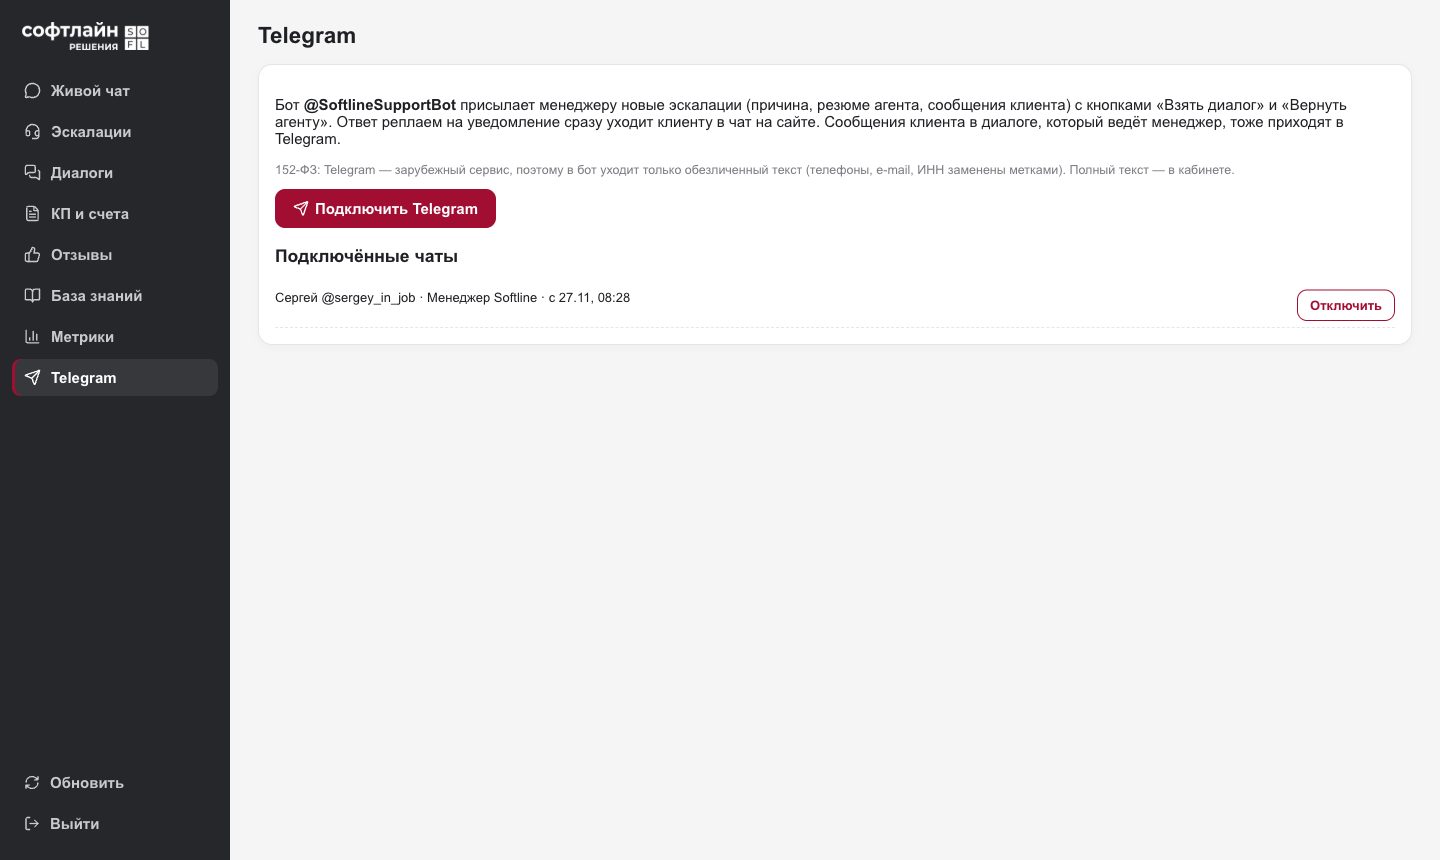 софтлайн
РЕШЕНИЯ
SO
FL
Живой чат
Эскалации
Диалоги
КП и счета
Отзывы
База знаний
Метрики
Telegram
Обновить
Выйти
Telegram
Бот @SoftlineSupportBot присылает менеджеру новые эскалации (причина, резюме агента, сообщения клиента) с кнопками «Взять диалог» и «Вернуть
агенту». Ответ реплаем на уведомление сразу уходит клиенту в чат на сайте. Сообщения клиента в диалоге, который ведёт менеджер, тоже приходят в
Telegram.
152-ФЗ: Telegram — зарубежный сервис, поэтому в бот уходит только обезличенный текст (телефоны, e-mail, ИНН заменены метками). Полный текст — в кабинете.
Подключить Telegram
Подключённые чаты
Сергей @sergey_in_job · Менеджер Softline · с 27.11, 08:28
Отключить